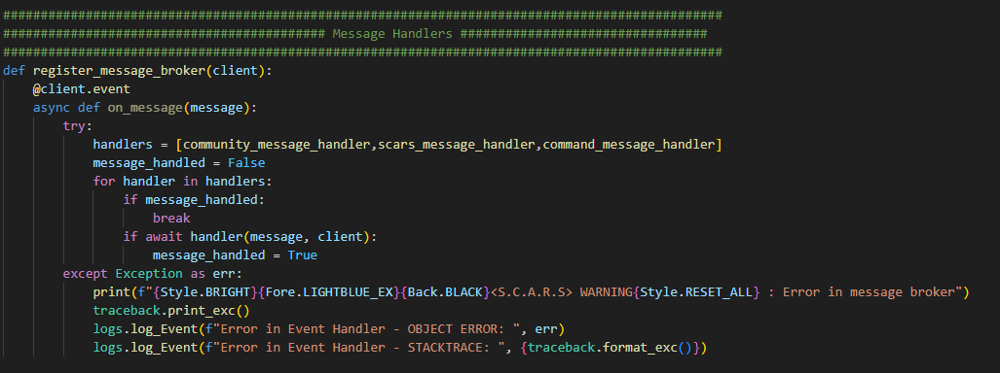 ################################################################################################
########################################### Message Handlers #################################
################################################################################################
def register_message_broker(client):
    @client.event
    async def on_message(message):
        try:
            handlers = [community_message_handler,scars_message_handler,command_message_handler]
            message_handled = False
            for handler in handlers:
                if message_handled:
                    break
                if await handler(message, client):
                    message_handled = True
        except Exception as err:
            print(f"{Style.BRIGHT}{Fore.LIGHTBLUE_EX}{Back.BLACK}<S.C.A.R.S> WARNING{Style.RESET_ALL} : Error in message broker")
            traceback.print_exc()
            logs.log_Event(f"Error in Event Handler - OBJECT ERROR: ", err)
            logs.log_Event(f"Error in Event Handler - STACKTRACE: ", {traceback.format_exc()})